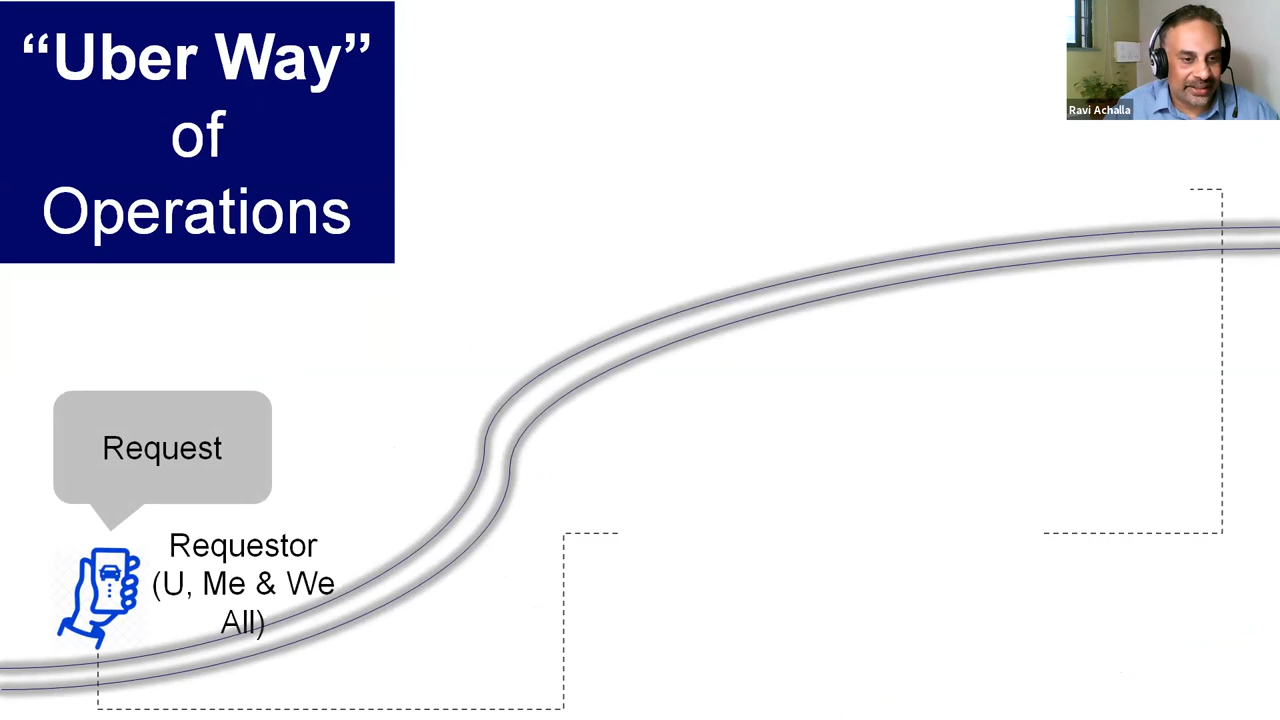 “Uber Way”
of
Operations
Ravi Achalla
Request
Requestor
(U, Me & We
All)